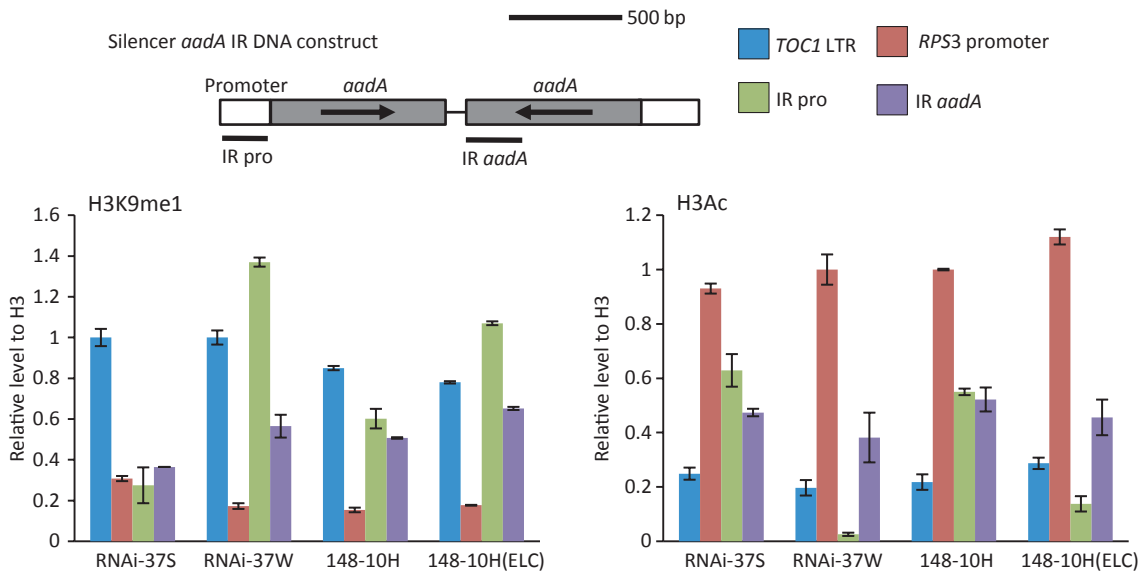 500 bp
Silencer aadA IR DNA construct
TOC1 LTR
RPS3 promoter
IR pro
IR aadA
Promoter
aadA
aadA
IR pro
IR aadA
H3K9me1
Relative level to H3
1.6
1.4
1.2
1
0.8
0.6
0.4
0.2
0
RNAi-37S
RNAi-37W
148-10H
148-10H(ELC)
H3Ac
Relative level to H3
1.2
1
0.8
0.6
0.4
0.2
0
RNAi-37S
RNAi-37W
148-10H
148-10H(ELC)